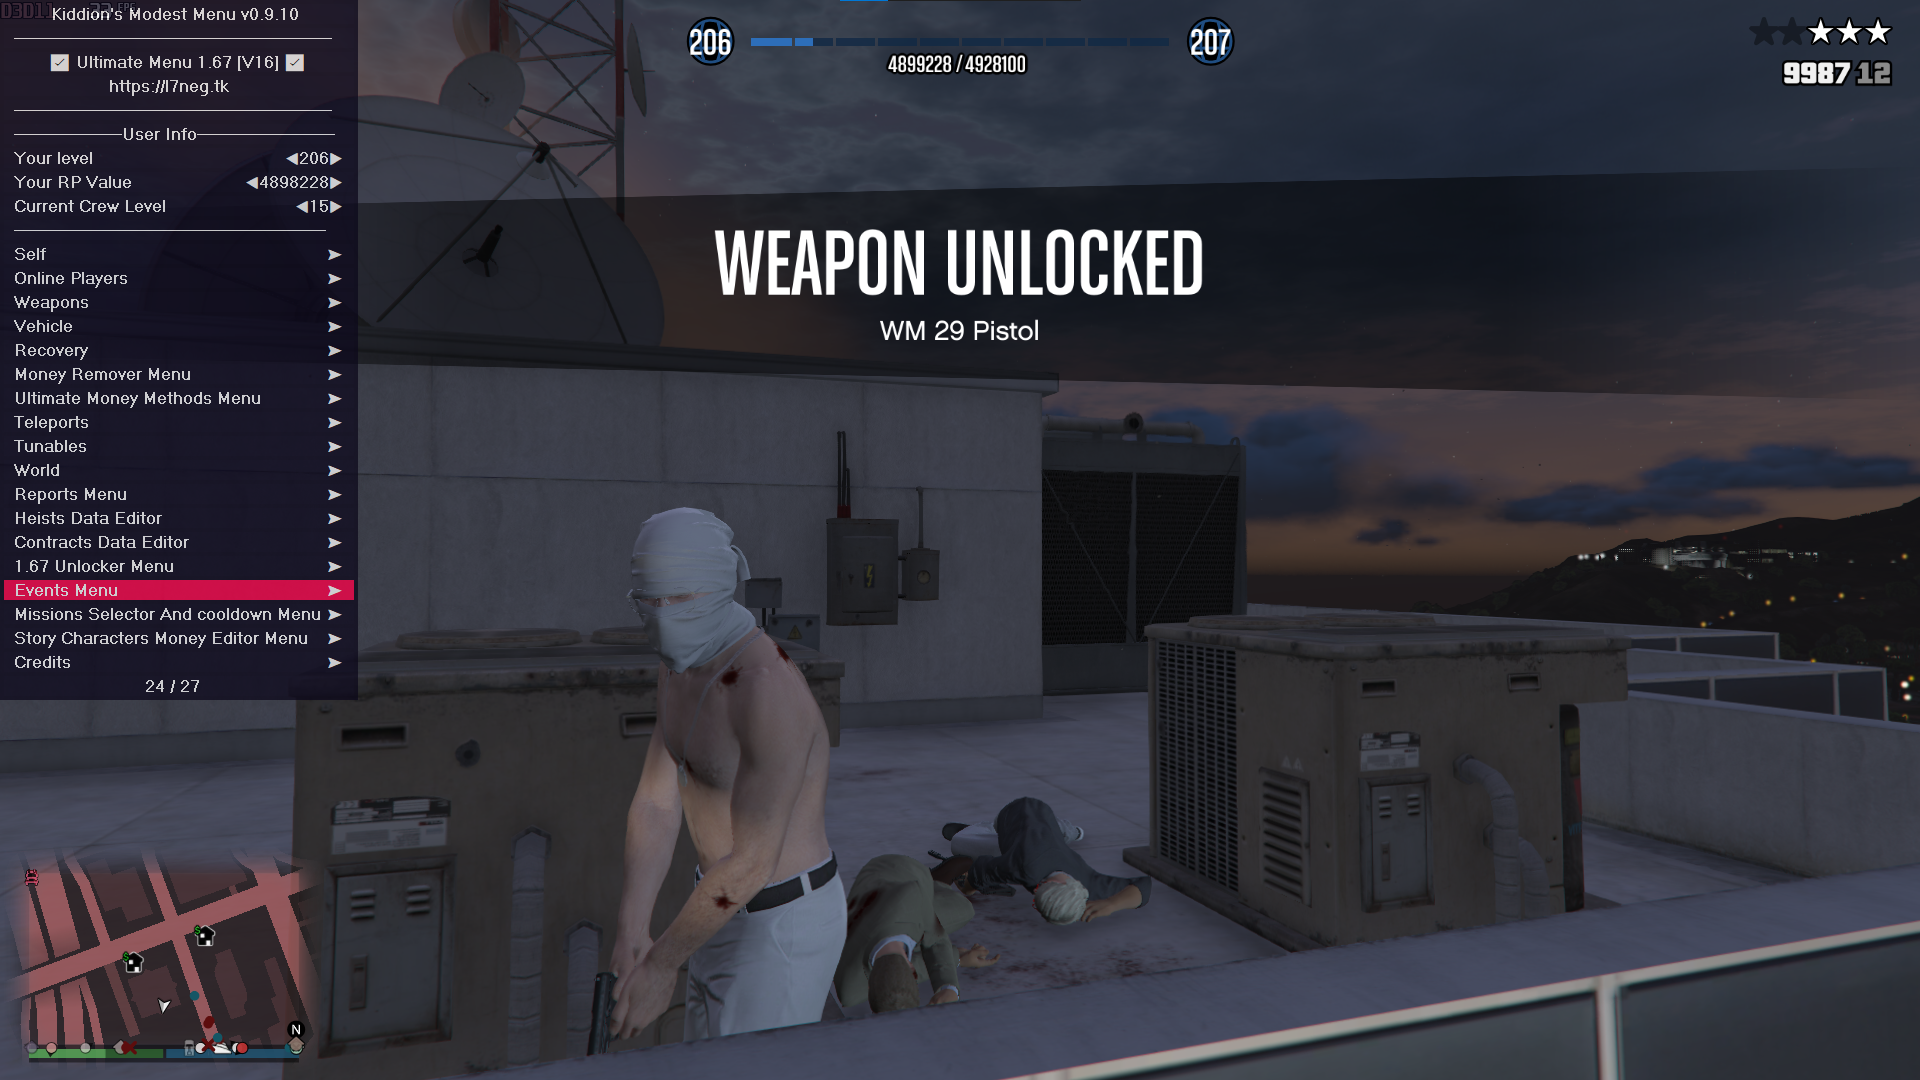 Kiddion's Modest Menu v0.9.10
Ultimate Menu 1.67 [V16]
https://l7neg.tk
User Info
Your level 206
Your RP Value 4898228
Current Crew Level 15
Self
Online Players
Weapons
Vehicle
Recovery
Money Remover Menu
Ultimate Money Methods Menu
Teleports
Tunables
World
Reports Menu
Heists Data Editor
Contracts Data Editor
1.67 Unlocker Menu
Events Menu
Missions Selector And cooldown Menu
Story Characters Money Editor Menu
Credits
24 / 27
206
207
4899228 / 4928100
9987 12
WEAPON UNLOCKED
WM 29 Pistol
N